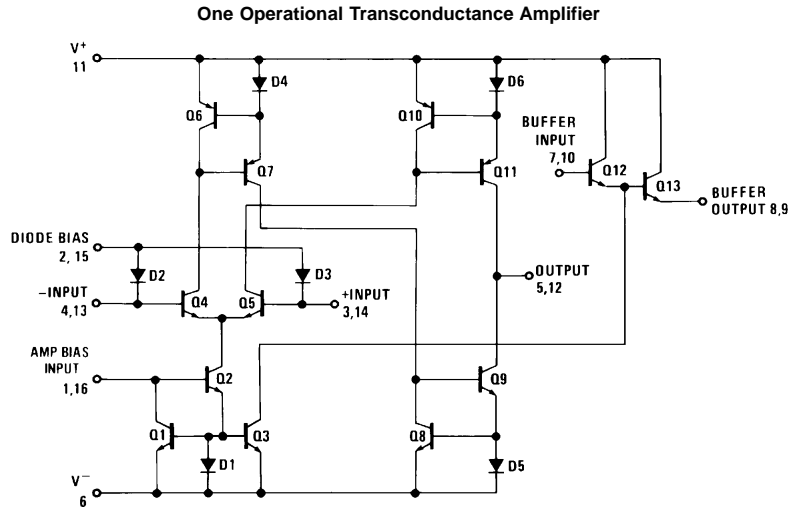 One Operational Transconductance Amplifier
V+
11
D4
D6
Q6
Q10
BUFFER
INPUT
7,10
Q12
Q7
Q11
Q13
BUFFER
OUTPUT 8,9
DIODE BIAS
2, 15
D2
D3
OUTPUT
5,12
−INPUT
4,13
Q4
Q5
+INPUT
3,14
AMP BIAS
INPUT
1,16
Q2
Q9
Q1
Q3
Q8
D1
D5
V−
6